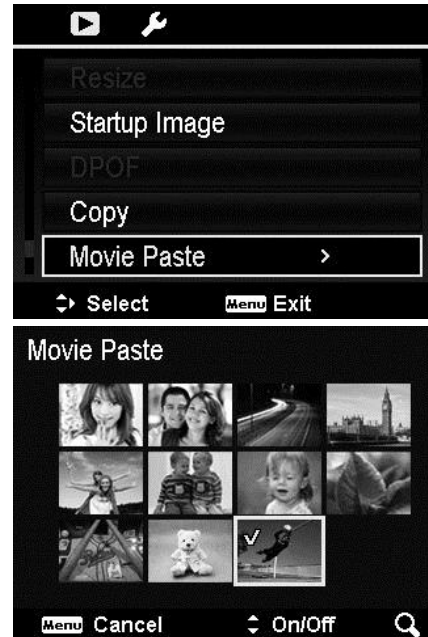 Resize
Startup Image
DPOF
Copy
Movie Paste
Select Menu Exit
Movie Paste
Menu Cancel On/Off